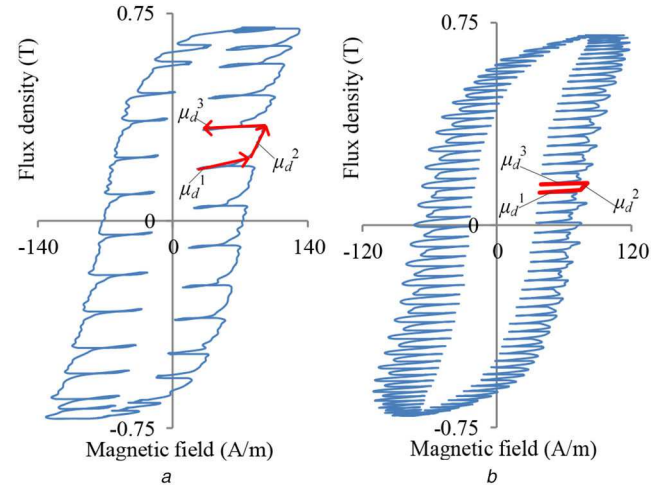 0.75
Flux density (T)
μd3
μd2
μd1
0
-140
0
140
-0.75
Magnetic field (A/m)
a
0.75
Flux density (T)
μd3
μd1
μd2
0
-120
0
120
-0.75
Magnetic field (A/m)
b